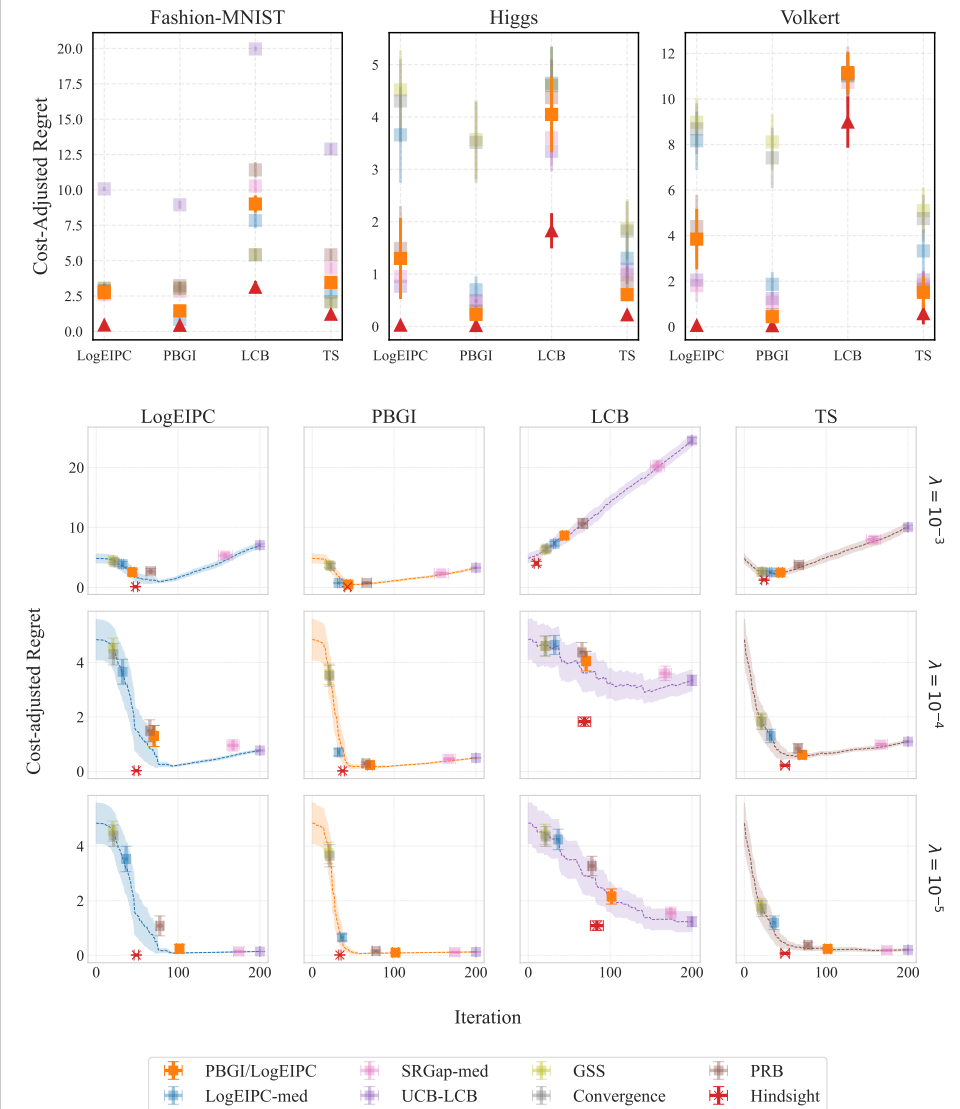 Fashion-MNIST Higgs Volkert
Cost-Adjusted Regret
20.0
17.5
15.0
12.5
10.0
7.5
5.0
2.5
0.0
LogEIPC PBGI LCB TS
5
4
3
2
1
0
LogEIPC PBGI LCB TS
12
10
8
6
4
2
0
LogEIPC PBGI LCB TS
LogEIPC PBGI LCB TS
Cost-adjusted Regret
20
10
0
λ = 10⁻³
4
2
0
λ = 10⁻⁴
4
2
0
λ = 10⁻⁵
0 100 200 0 100 200 0 100 200 0 100 200
Iteration
PBGI/LogEIPC SRGap-med GSS PRB
LogEIPC-med UCB-LCB Convergence Hindsight